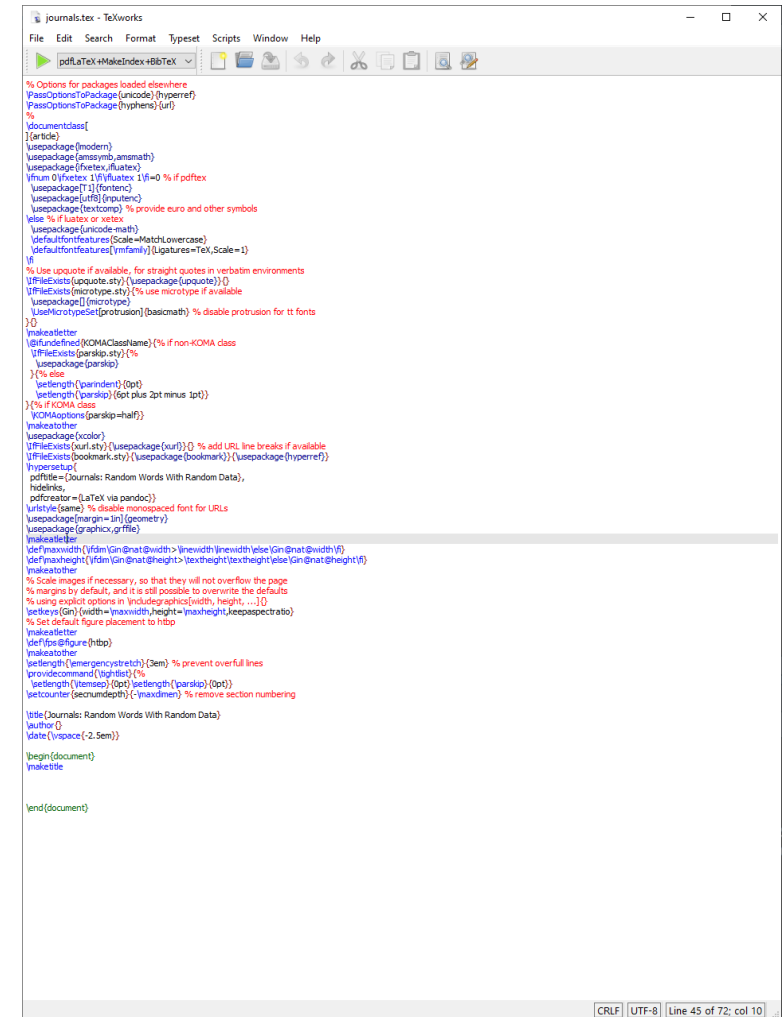 journals.tex - TeXworks
File Edit Search Format Typeset Scripts Window Help
pdfLaTeX+MakeIndex+BibTeX
% Options for packages loaded elsewhere
\PassOptionsToPackage{unicode}{hyperref}
\PassOptionsToPackage{hyphens}{url}
%
\documentclass[
]{article}
\usepackage{lmodern}
\usepackage{amssymb,amsmath}
\usepackage{ifxetex,ifluatex}
\ifnum 0\ifxetex 1\fi\ifluatex 1\fi=0 % if pdftex
  \usepackage[T1]{fontenc}
  \usepackage[utf8]{inputenc}
  \usepackage{textcomp} % provide euro and other symbols
\else % if luatex or xetex
  \usepackage{unicode-math}
  \defaultfontfeatures{Scale=MatchLowercase}
  \defaultfontfeatures[\rmfamily]{Ligatures=TeX,Scale=1}
\fi
% Use upquote if available, for straight quotes in verbatim environments
\IfFileExists{upquote.sty}{\usepackage{upquote}}{}
\IfFileExists{microtype.sty}{% use microtype if available
  \usepackage[]{microtype}
  \UseMicrotypeSet[protrusion]{basicmath} % disable protrusion for tt fonts
}{}
\makeatletter
\@ifundefined{KOMAClassName}{% if non-KOMA class
  \IfFileExists{parskip.sty}{%
    \usepackage{parskip}
  }{% else
    \setlength{\parindent}{0pt}
    \setlength{\parskip}{6pt plus 2pt minus 1pt}}
}{% if KOMA class
  \KOMAoptions{parskip=half}}
\makeatother
\usepackage{xcolor}
\IfFileExists{xurl.sty}{\usepackage{xurl}}{} % add URL line breaks if available
\IfFileExists{bookmark.sty}{\usepackage{bookmark}}{\usepackage{hyperref}}
\hypersetup{
  pdftitle={Journals: Random Words With Random Data},
  hidelinks,
  pdfcreator={LaTeX via pandoc}}
\urlstyle{same} % disable monospaced font for URLs
\usepackage[margin=1in]{geometry}
\usepackage{graphicx,grffile}
\makeatletter
\def\maxwidth{\ifdim\Gin@nat@width>\linewidth\linewidth\else\Gin@nat@width\fi}
\def\maxheight{\ifdim\Gin@nat@height>\textheight\textheight\else\Gin@nat@height\fi}
\makeatother
% Scale images if necessary, so that they will not overflow the page
% margins by default, and it is still possible to overwrite the defaults
% using explicit options in \includegraphics[width, height, ...]{}
\setkeys{Gin}{width=\maxwidth,height=\maxheight,keepaspectratio}
% Set default figure placement to htbp
\makeatletter
\def\fps@figure{htbp}
\makeatother
\setlength{\emergencystretch}{3em} % prevent overfull lines
\providecommand{\tightlist}{%
  \setlength{\itemsep}{0pt}\setlength{\parskip}{0pt}}
\setcounter{secnumdepth}{-\maxdimen} % remove section numbering
\title{Journals: Random Words With Random Data}
\author{}
\date{\vspace{-2.5em}}
\begin{document}
\maketitle
\end{document}
CRLF UTF-8 Line 45 of 72; col 10